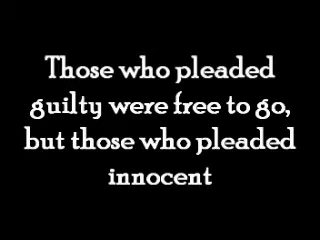 Those who pleaded
guilty were free to go,
but those who pleaded
innocent